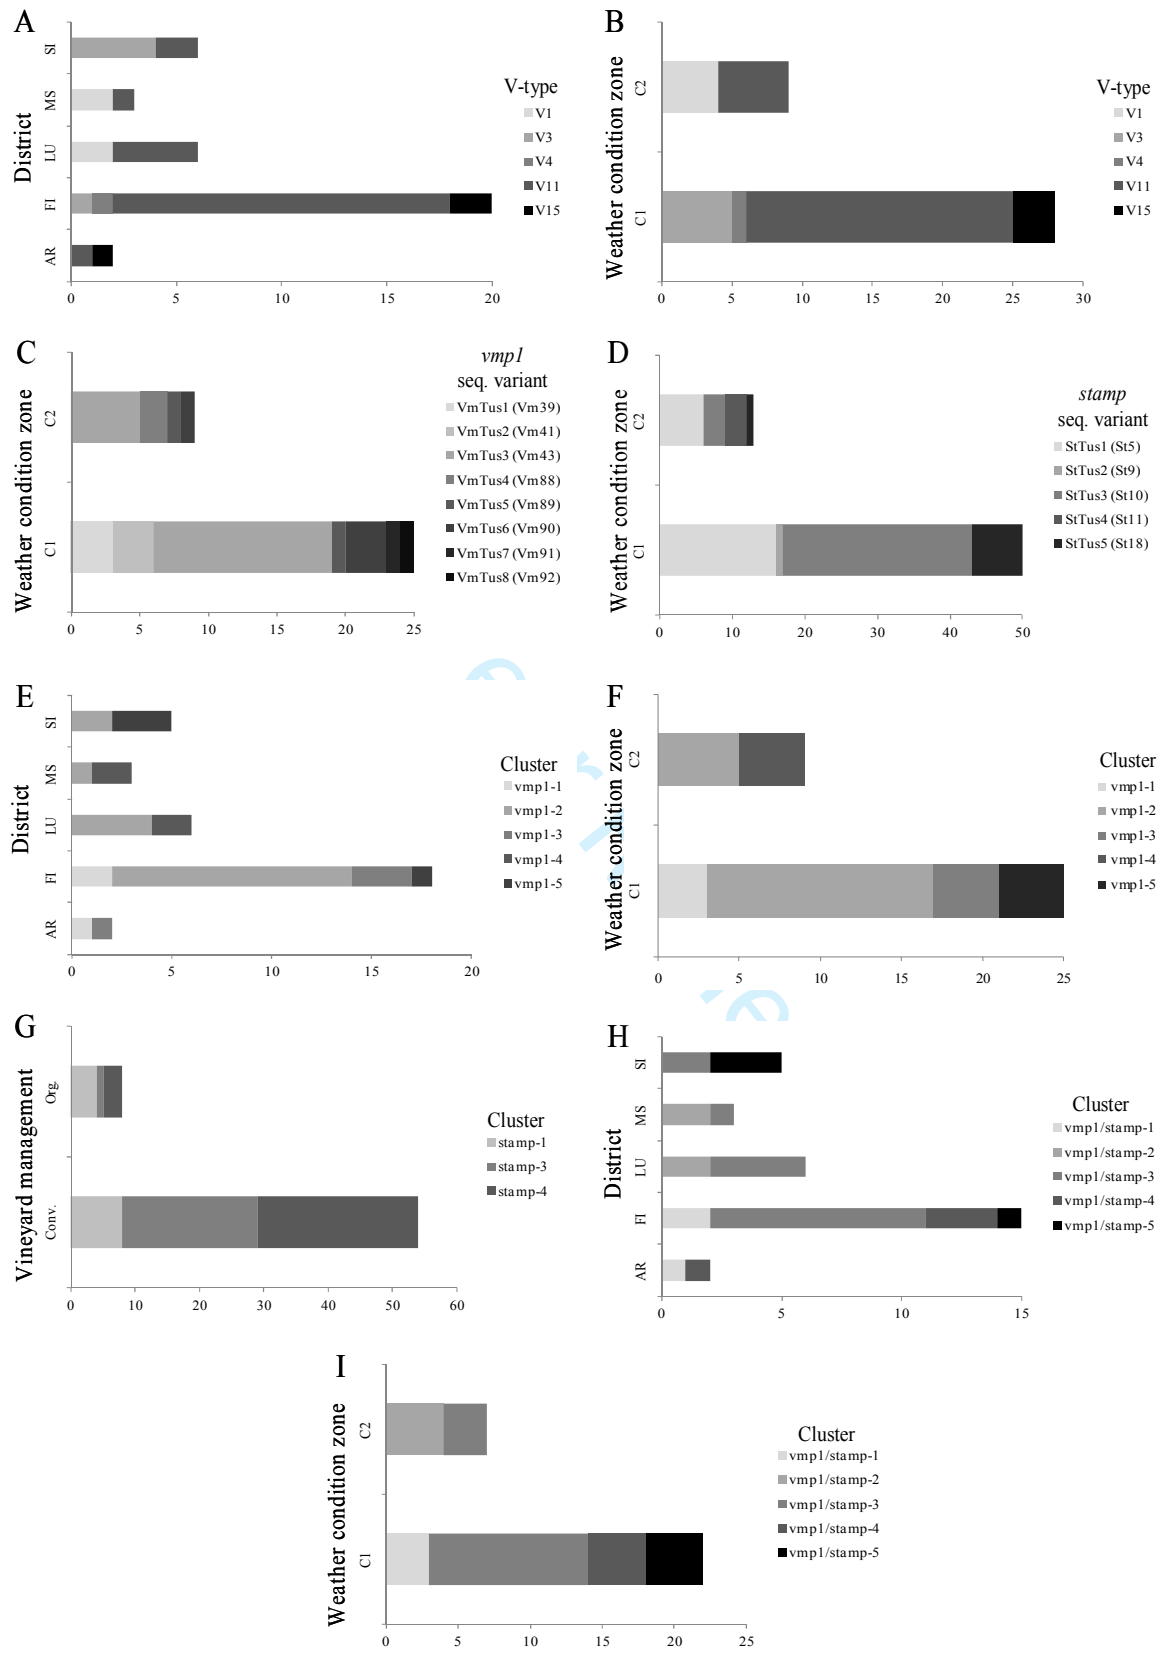 A
District
SI
MS
LU
FI
AR
0 5 10 15 20
V-type
V1
V3
V4
V11
V15
B
Weather condition zone
C2
C1
0 5 10 15 20 25 30
V-type
V1
V3
V4
V11
V15
C
Weather condition zone
C2
C1
0 5 10 15 20 25
vmp1
seq. variant
VmTus1 (Vm39)
VmTus2 (Vm41)
VmTus3 (Vm43)
VmTus4 (Vm88)
VmTus5 (Vm89)
VmTus6 (Vm90)
VmTus7 (Vm91)
VmTus8 (Vm92)
D
Weather condition zone
C2
C1
0 10 20 30 40 50
stamp
seq. variant
StTus1 (St5)
StTus2 (St9)
StTus3 (St10)
StTus4 (St11)
StTus5 (St18)
E
District
SI
MS
LU
FI
AR
0 5 10 15 20
Cluster
vmp1-1
vmp1-2
vmp1-3
vmp1-4
vmp1-5
F
Weather condition zone
C2
C1
0 5 10 15 20 25
Cluster
vmp1-1
vmp1-2
vmp1-3
vmp1-4
vmp1-5
G
Vineyard management
Org.
Conv.
0 10 20 30 40 50 60
Cluster
stamp-1
stamp-3
stamp-4
H
District
SI
MS
LU
FI
AR
0 5 10 15
Cluster
vmp1/stamp-1
vmp1/stamp-2
vmp1/stamp-3
vmp1/stamp-4
vmp1/stamp-5
I
Weather condition zone
C2
C1
0 5 10 15 20 25
Cluster
vmp1/stamp-1
vmp1/stamp-2
vmp1/stamp-3
vmp1/stamp-4
vmp1/stamp-5